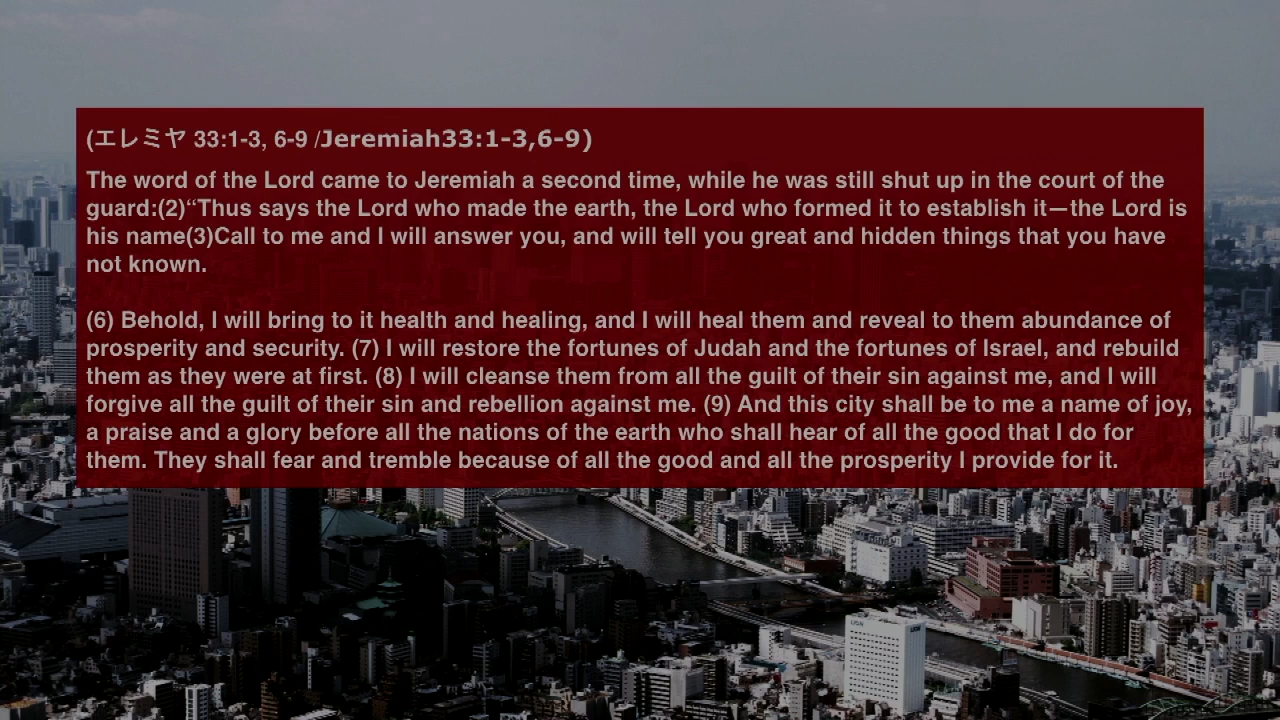 (エレミヤ 33:1-3, 6-9 /Jeremiah33:1-3,6-9)
The word of the Lord came to Jeremiah a second time, while he was still shut up in the court of the
guard:(2)“Thus says the Lord who made the earth, the Lord who formed it to establish it—the Lord is
his name(3)Call to me and I will answer you, and will tell you great and hidden things that you have
not known.
(6) Behold, I will bring to it health and healing, and I will heal them and reveal to them abundance of
prosperity and security. (7) I will restore the fortunes of Judah and the fortunes of Israel, and rebuild
them as they were at first. (8) I will cleanse them from all the guilt of their sin against me, and I will
forgive all the guilt of their sin and rebellion against me. (9) And this city shall be to me a name of joy,
a praise and a glory before all the nations of the earth who shall hear of all the good that I do for
them. They shall fear and tremble because of all the good and all the prosperity I provide for it.
LION